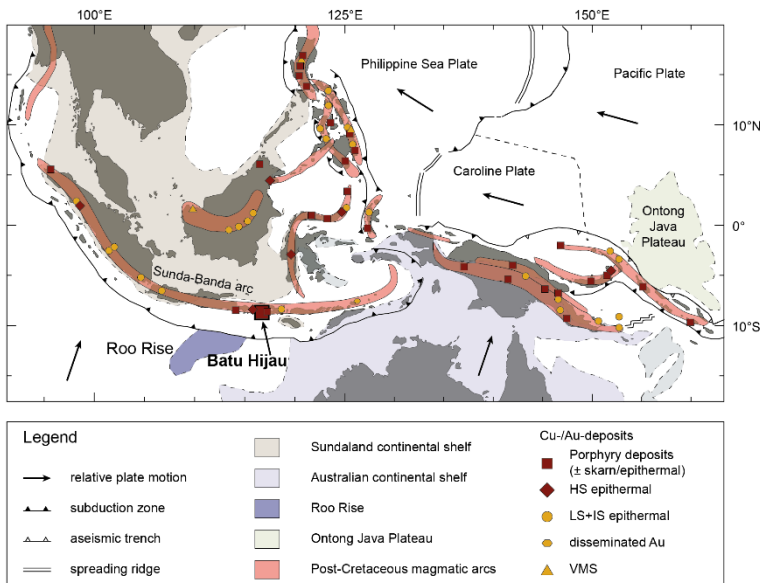 100°E 125°E 150°E
Philippine Sea Plate
Pacific Plate
10°N
Caroline Plate
Ontong
Java
Plateau
0°
Sunda-Banda arc
10°S
Roo Rise
Batu Hijau
Legend
relative plate motion
subduction zone
aseismic trench
spreading ridge
Sundaland continental shelf
Australian continental shelf
Roo Rise
Ontong Java Plateau
Post-Cretaceous magmatic arcs
Cu-/Au-deposits
Porphyry deposits
(± skarn/epithermal)
HS epithermal
LS+IS epithermal
disseminated Au
VMS